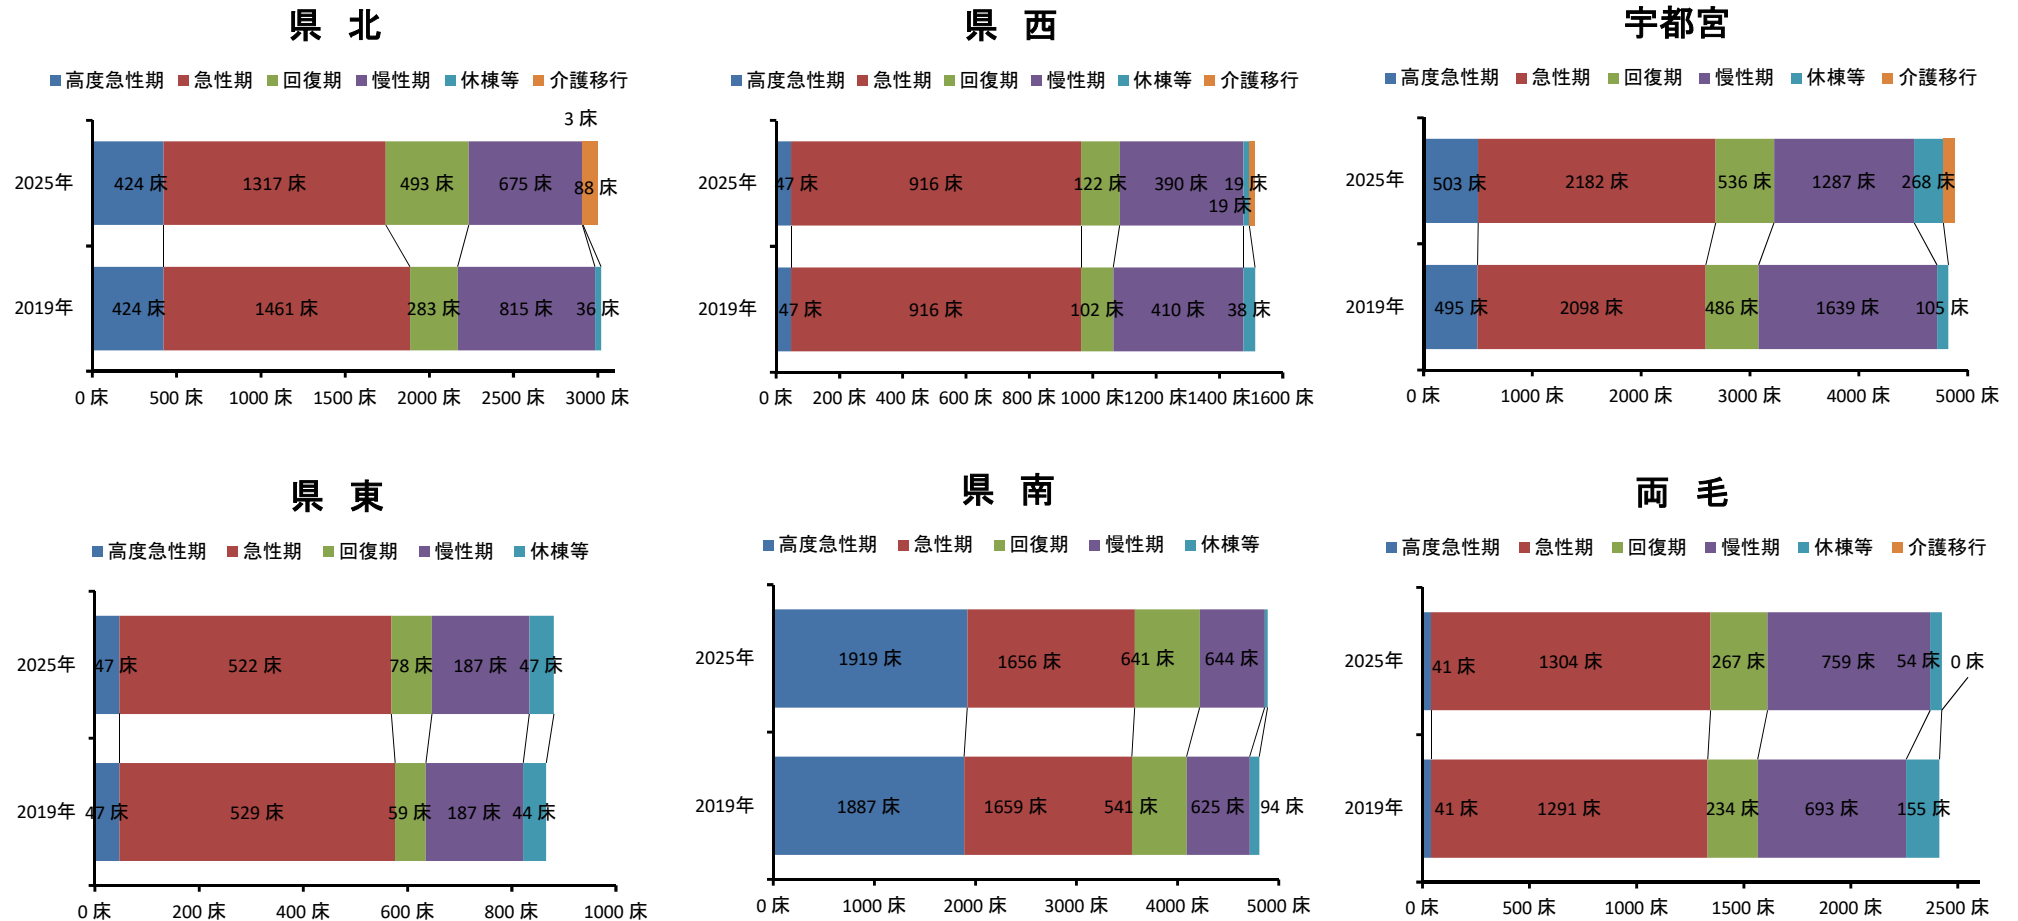 県 北
高度急性期 急性期 回復期 慢性期 休棟等 介護移行
3 床
2025年 424 床 1317 床 493 床 675 床 88 床
2019年 424 床 1461 床 283 床 815 床 36 床
0 床 500 床 1000 床 1500 床 2000 床 2500 床 3000 床
県 西
高度急性期 急性期 回復期 慢性期 休棟等 介護移行
2025年 47 床 916 床 122 床 390 床 19 床
19 床
2019年 47 床 916 床 102 床 410 床 38 床
0 床 200 床 400 床 600 床 800 床 1000 床 1200 床 1400 床 1600 床
宇都宮
高度急性期 急性期 回復期 慢性期 休棟等 介護移行
2025年 503 床 2182 床 536 床 1287 床 268 床
2019年 495 床 2098 床 486 床 1639 床 105 床
0 床 1000 床 2000 床 3000 床 4000 床 5000 床
県 東
高度急性期 急性期 回復期 慢性期 休棟等
2025年 47 床 522 床 78 床 187 床 47 床
2019年 47 床 529 床 59 床 187 床 44 床
0 床 200 床 400 床 600 床 800 床 1000 床
県 南
高度急性期 急性期 回復期 慢性期 休棟等
2025年 1919 床 1656 床 641 床 644 床
2019年 1887 床 1659 床 541 床 625 床 94 床
0 床 1000 床 2000 床 3000 床 4000 床 5000 床
両 毛
高度急性期 急性期 回復期 慢性期 休棟等 介護移行
2025年 41 床 1304 床 267 床 759 床 54 床 0 床
2019年 41 床 1291 床 234 床 693 床 155 床
0 床 500 床 1000 床 1500 床 2000 床 2500 床